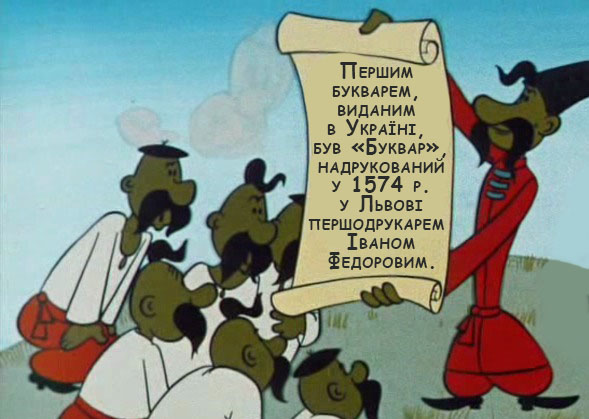 Першим
букварем,
виданим
в Україні,
був «Буквар»,
надрукований
у 1574 р.
у Львові
першодрукарем
Іваном
Федоровим.